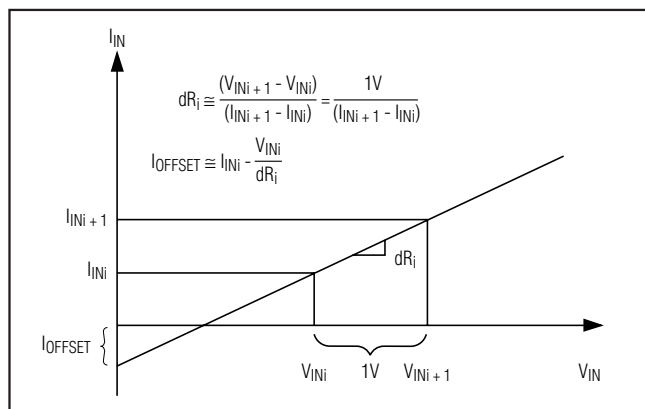 I_IN
dR_i ≅ (V_INi + 1 - V_INi) / (I_INi + 1 - I_INi) = 1V / (I_INi + 1 - I_INi)
I_OFFSET ≅ I_INi - V_INi / dR_i
I_INi + 1
I_INi
dR_i
I_OFFSET
V_INi 1V V_INi + 1 V_IN